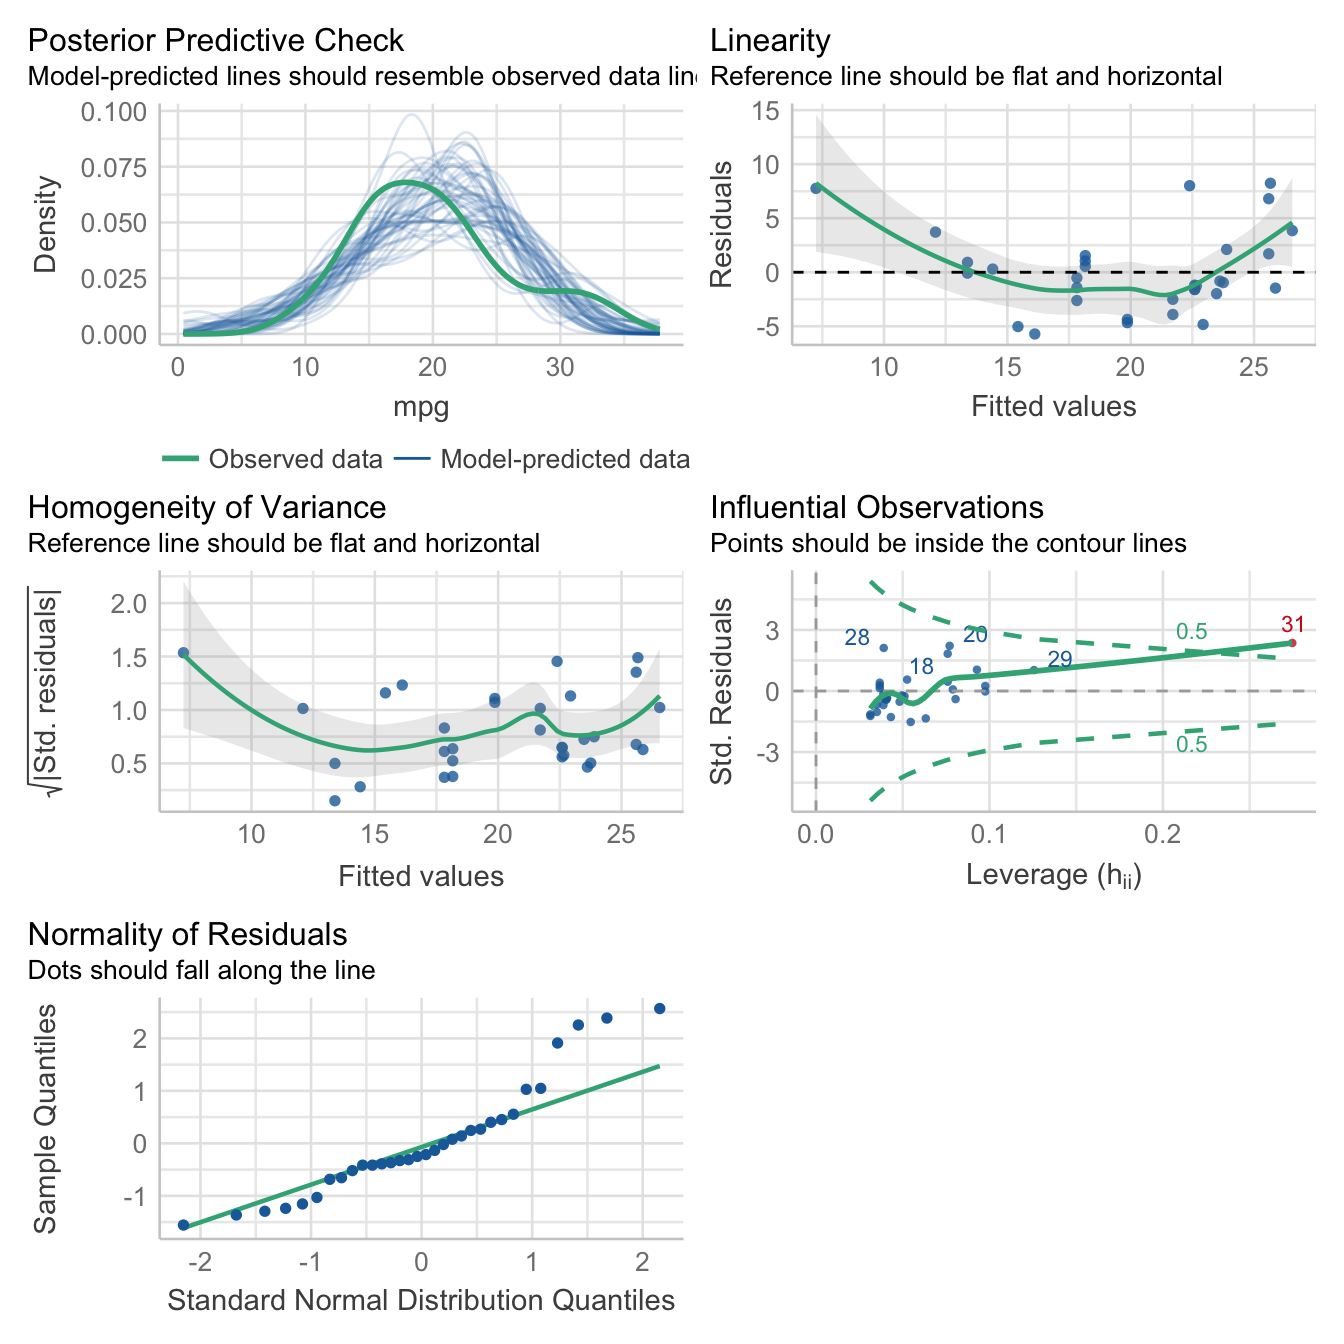 Posterior Predictive Check
Model-predicted lines should resemble observed data line
0.100
0.075
0.050
0.025
0.000
Density
0 10 20 30
mpg
Observed data Model-predicted data
Linearity
Reference line should be flat and horizontal
15
10
5
0
-5
Residuals
10 15 20 25
Fitted values
Homogeneity of Variance
Reference line should be flat and horizontal
2.0
1.5
1.0
0.5
√|Std. residuals|
10 15 20 25
Fitted values
Influential Observations
Points should be inside the contour lines
3
0
-3
Std. Residuals
28
18
20
29
31
0.5
0.5
0.0 0.1 0.2
Leverage (hii)
Normality of Residuals
Dots should fall along the line
2
1
0
-1
Sample Quantiles
-2 -1 0 1 2
Standard Normal Distribution Quantiles